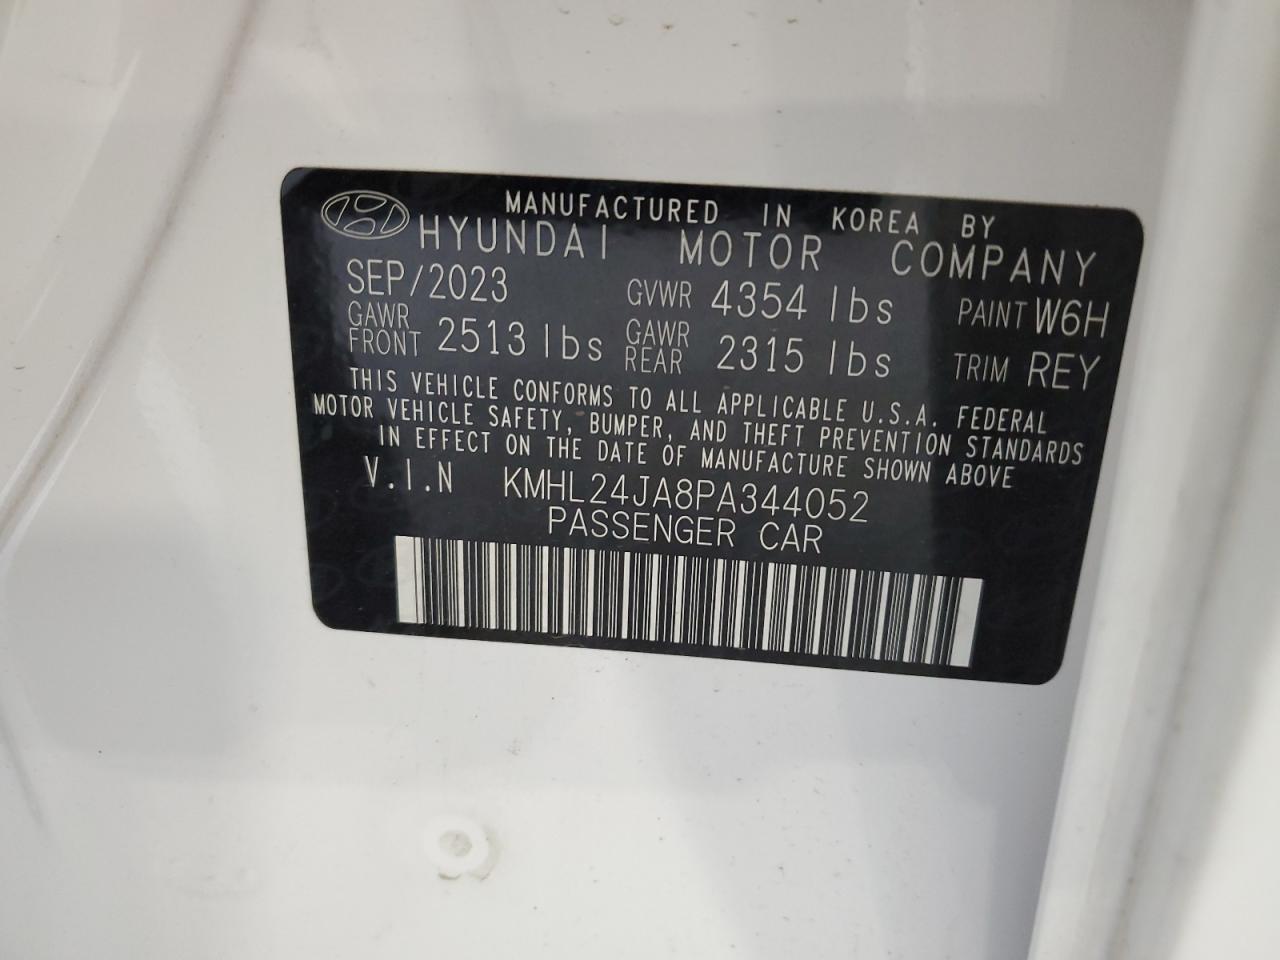 MANUFACTURED IN KOREA BY
HYUNDAI MOTOR COMPANY
SEP/2023 GVWR 4354 lbs PAINT W6H
GAWR FRONT 2513 lbs GAWR REAR 2315 lbs TRIM REY
THIS VEHICLE CONFORMS TO ALL APPLICABLE U.S.A. FEDERAL
MOTOR VEHICLE SAFETY, BUMPER, AND THEFT PREVENTION STANDARDS
IN EFFECT ON THE DATE OF MANUFACTURE SHOWN ABOVE
V.I.N KMHL24JA8PA344052
PASSENGER CAR